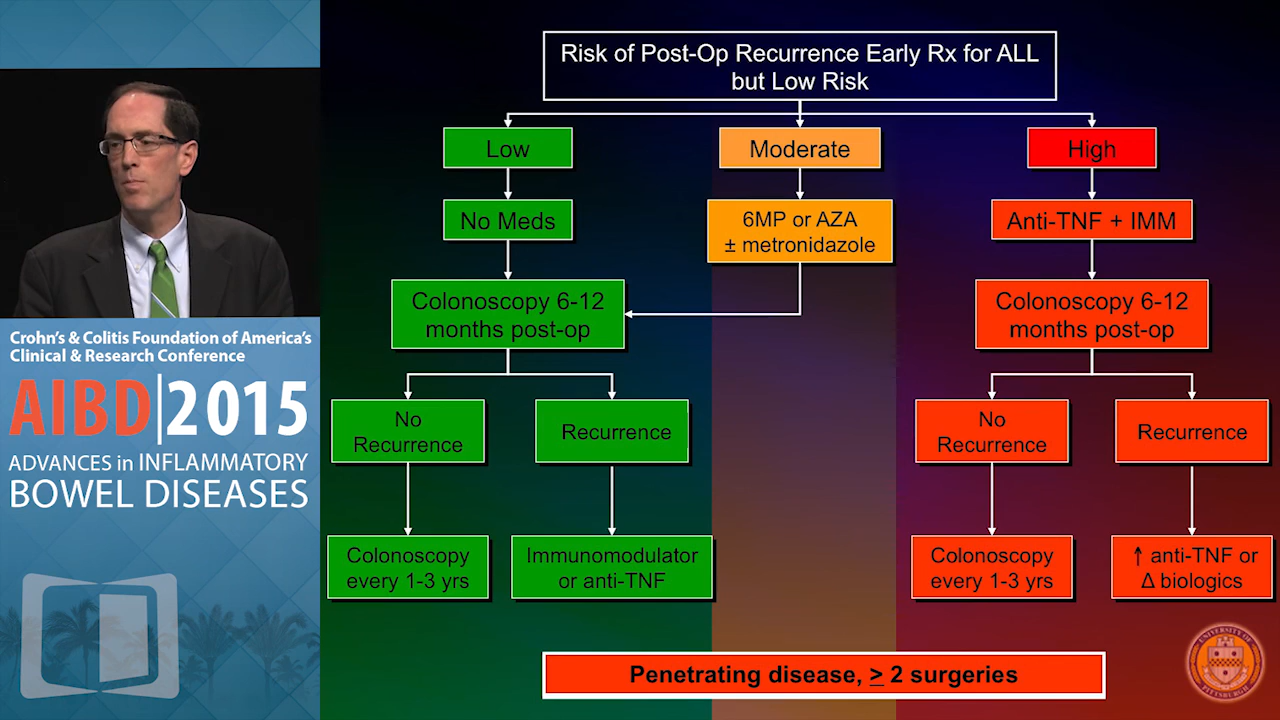 Risk of Post-Op Recurrence Early Rx for ALL
but Low Risk
Low
Moderate
High
No Meds
6MP or AZA
± metronidazole
Anti-TNF + IMM
Colonoscopy 6-12
months post-op
Colonoscopy 6-12
months post-op
No
Recurrence
Recurrence
No
Recurrence
Recurrence
Colonoscopy
every 1-3 yrs
Immunomodulator
or anti-TNF
Colonoscopy
every 1-3 yrs
↑ anti-TNF or
Δ biologics
Penetrating disease, ≥ 2 surgeries
Crohn's & Colitis Foundation of America's
Clinical & Research Conference
AIBD|2015
ADVANCES in INFLAMMATORY
BOWEL DISEASES
UNIVERSITY OF
PITTSBURGH